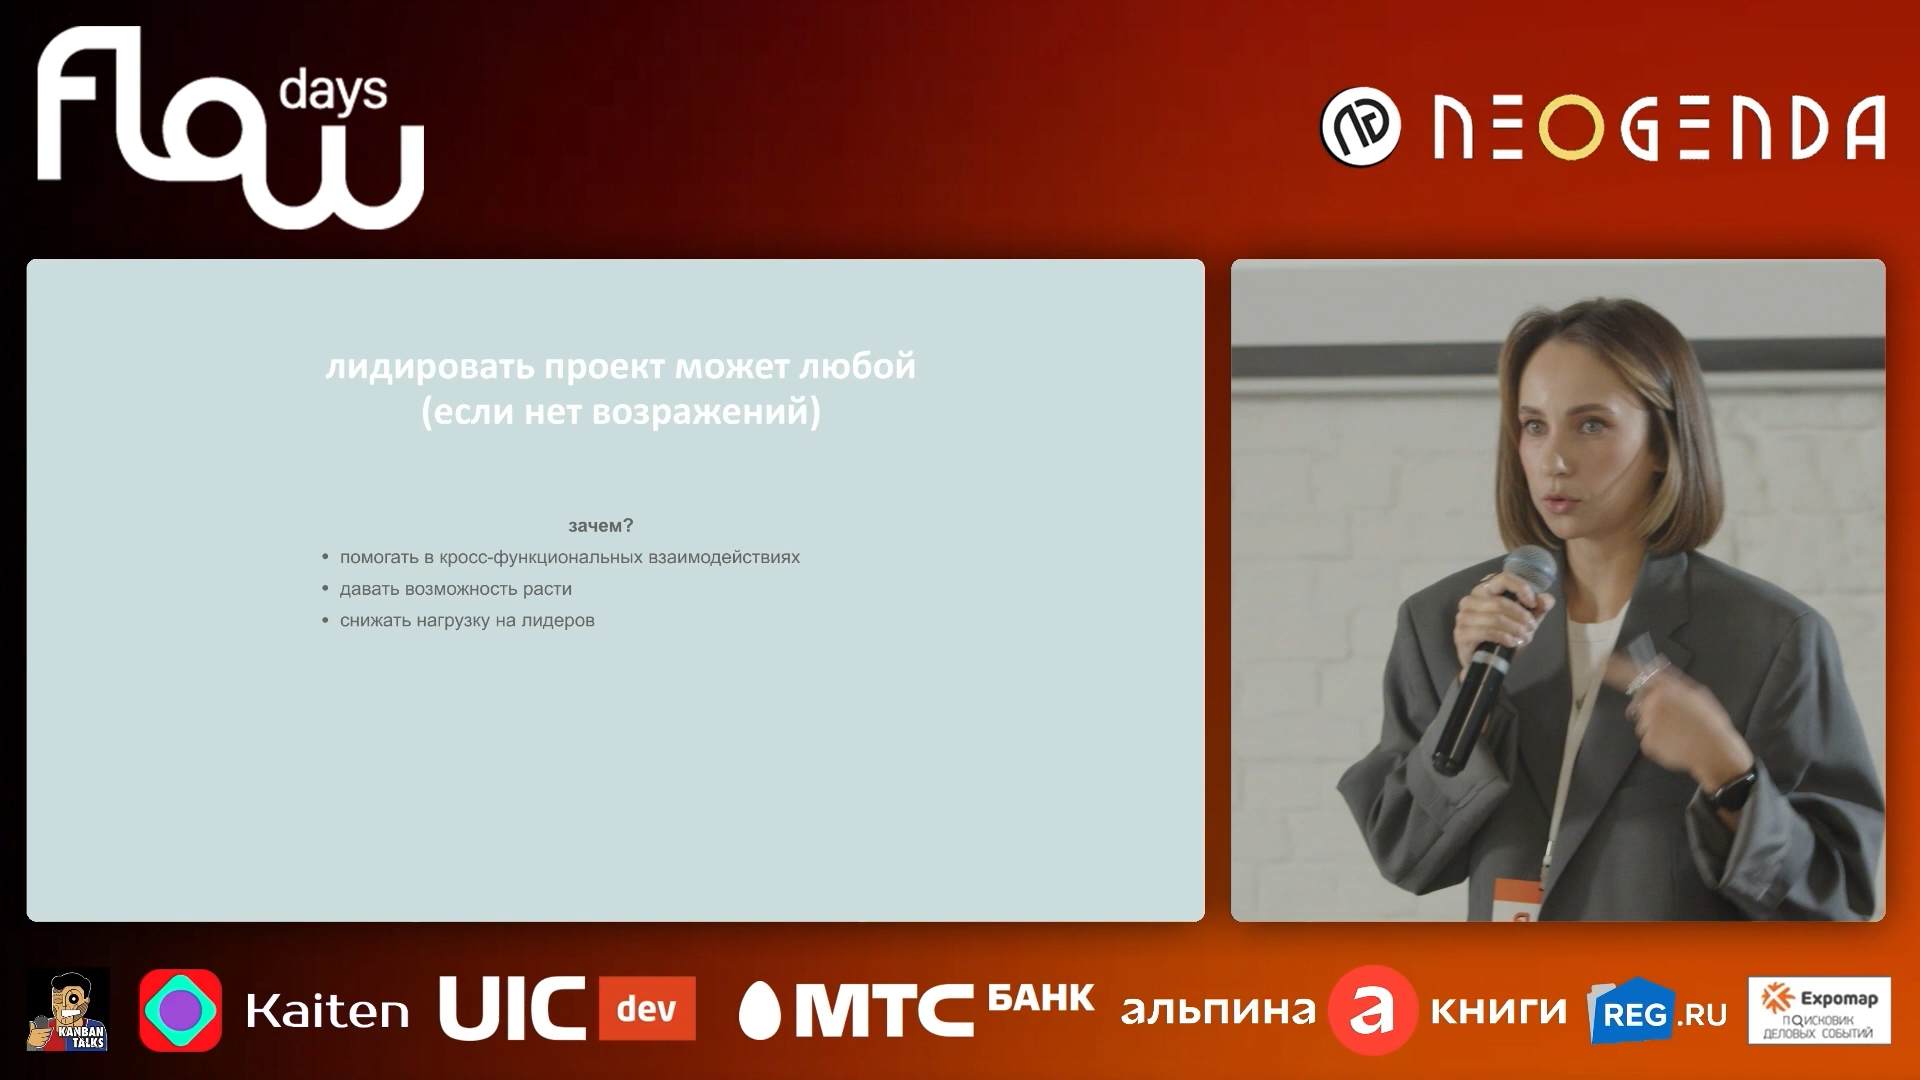 flow
days
NEOGENDA
лидировать проект может любой
(если нет возражений)
зачем?
• помогать в кросс-функциональных взаимодействиях
• давать возможность расти
• снижать нагрузку на лидеров
KANBAN
TALKS
Kaiten
UIC dev
МТС БАНК
альпина а книги
REG.RU
Expomap
ПОИСКОВИК
ДЕЛОВЫХ СОБЫТИЙ